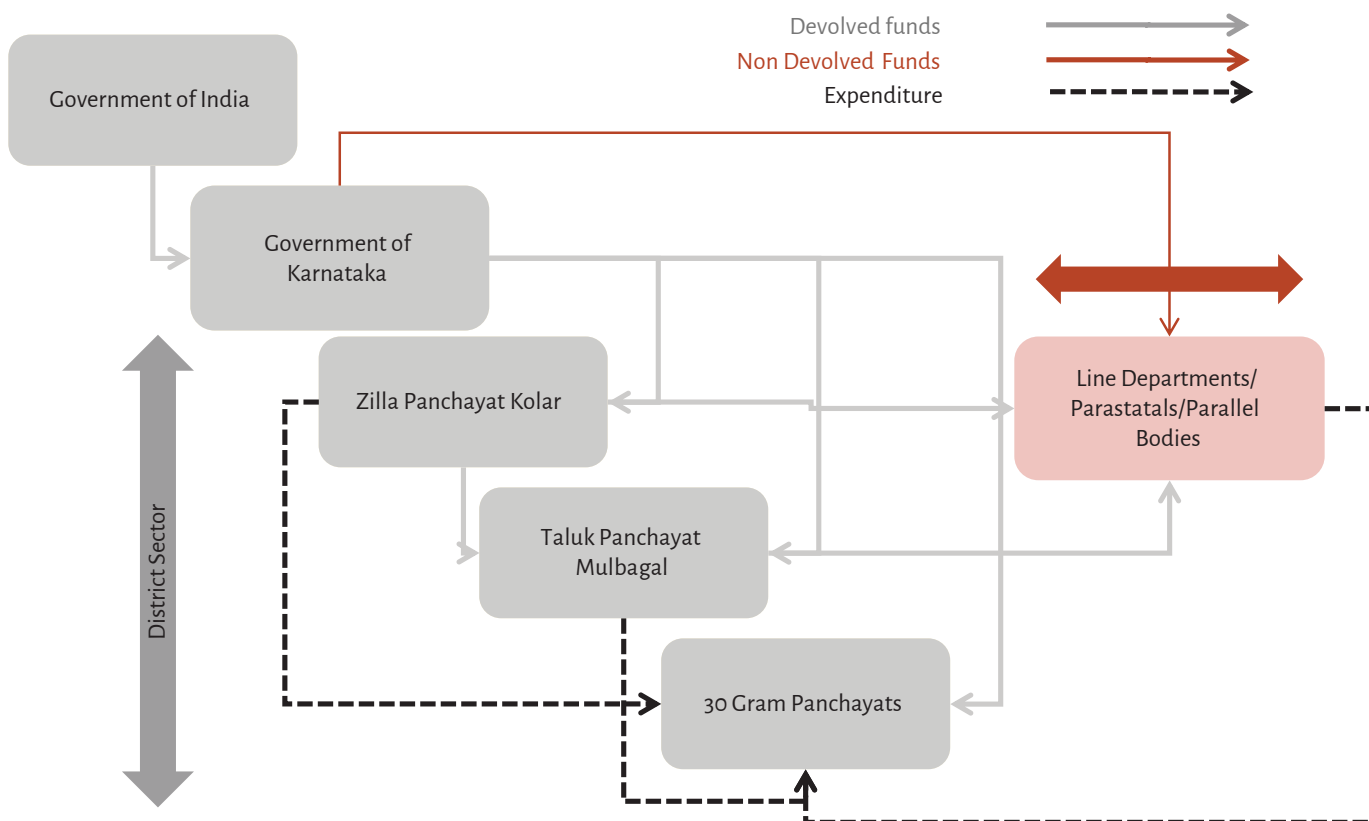 Devolved funds
Non Devolved Funds
Expenditure
Government of India
Government of
Karnataka
Zilla Panchayat Kolar
Line Departments/
Parastatals/Parallel
Bodies
Taluk Panchayat
Mulbagal
District Sector
30 Gram Panchayats